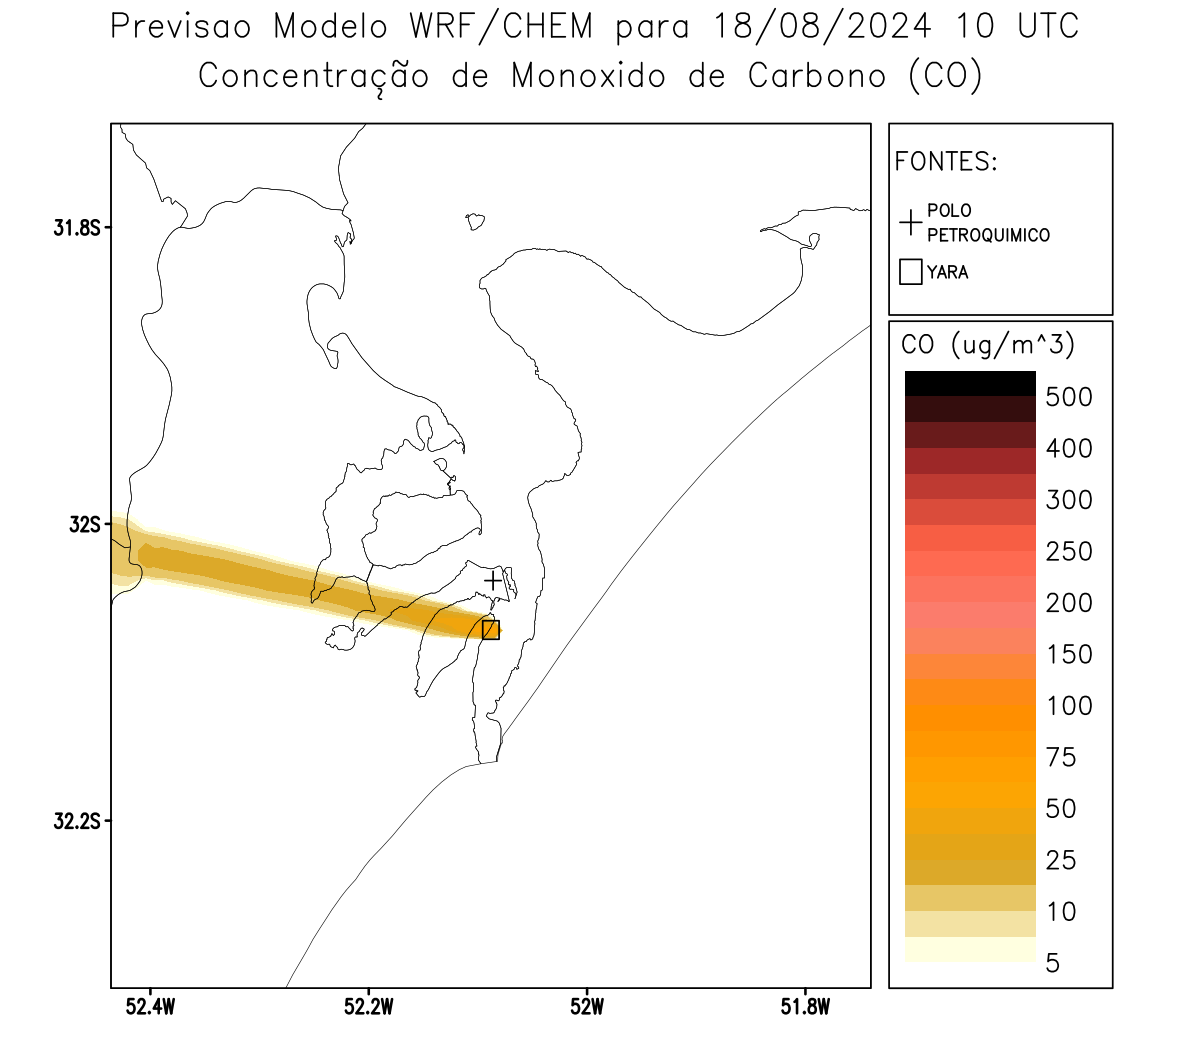 Previsao Modelo WRF/CHEM para 18/08/2024 10 UTC
Concentração de Monoxido de Carbono (CO)
FONTES:
POLO
PETROQUIMICO
YARA
CO (ug/m^3)
500
400
300
250
200
150
100
75
50
25
10
5
31.8S
32S
32.2S
52.4W
52.2W
52W
51.8W